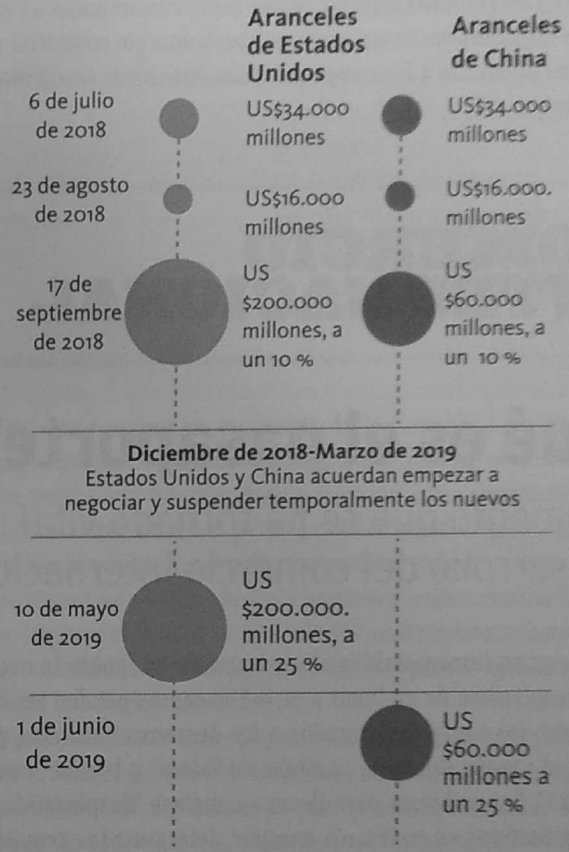 Aranceles
de Estados
Unidos
Aranceles
de China
6 de julio
de 2018
US$34.000
millones
US$34.000
millones
23 de agosto
de 2018
US$16.000
millones
US$16.000.
millones
17 de
septiembre
de 2018
US
$200.000
millones, a
un 10 %
US
$60.000
millones, a
un 10 %
Diciembre de 2018-Marzo de 2019
Estados Unidos y China acuerdan empezar a
negociar y suspender temporalmente los nuevos
10 de mayo
de 2019
US
$200.000.
millones, a
un 25 %
1 de junio
de 2019
US
$60.000
millones a
un 25 %